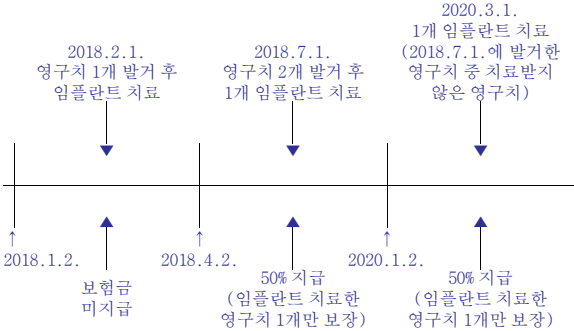 2018.2.1.
영구치 1개 발거 후
임플란트 치료
2018.7.1.
영구치 2개 발거 후
1개 임플란트 치료
2020.3.1.
1개 임플란트 치료
(2018.7.1.에 발거한
영구치 중 치료받지
않은 영구치)
↑
2018.1.2.
보험금
미지급
↑
2018.4.2.
50% 지급
(임플란트 치료한
영구치 1개만 보장)
↑
2020.1.2.
50% 지급
(임플란트 치료한
영구치 1개만 보장)